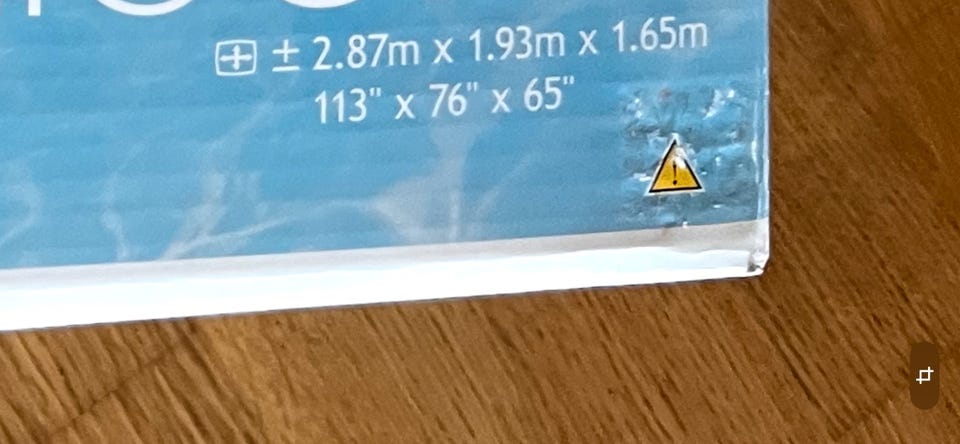 ± 2.87m x 1.93m x 1.65m
113" x 76" x 65"